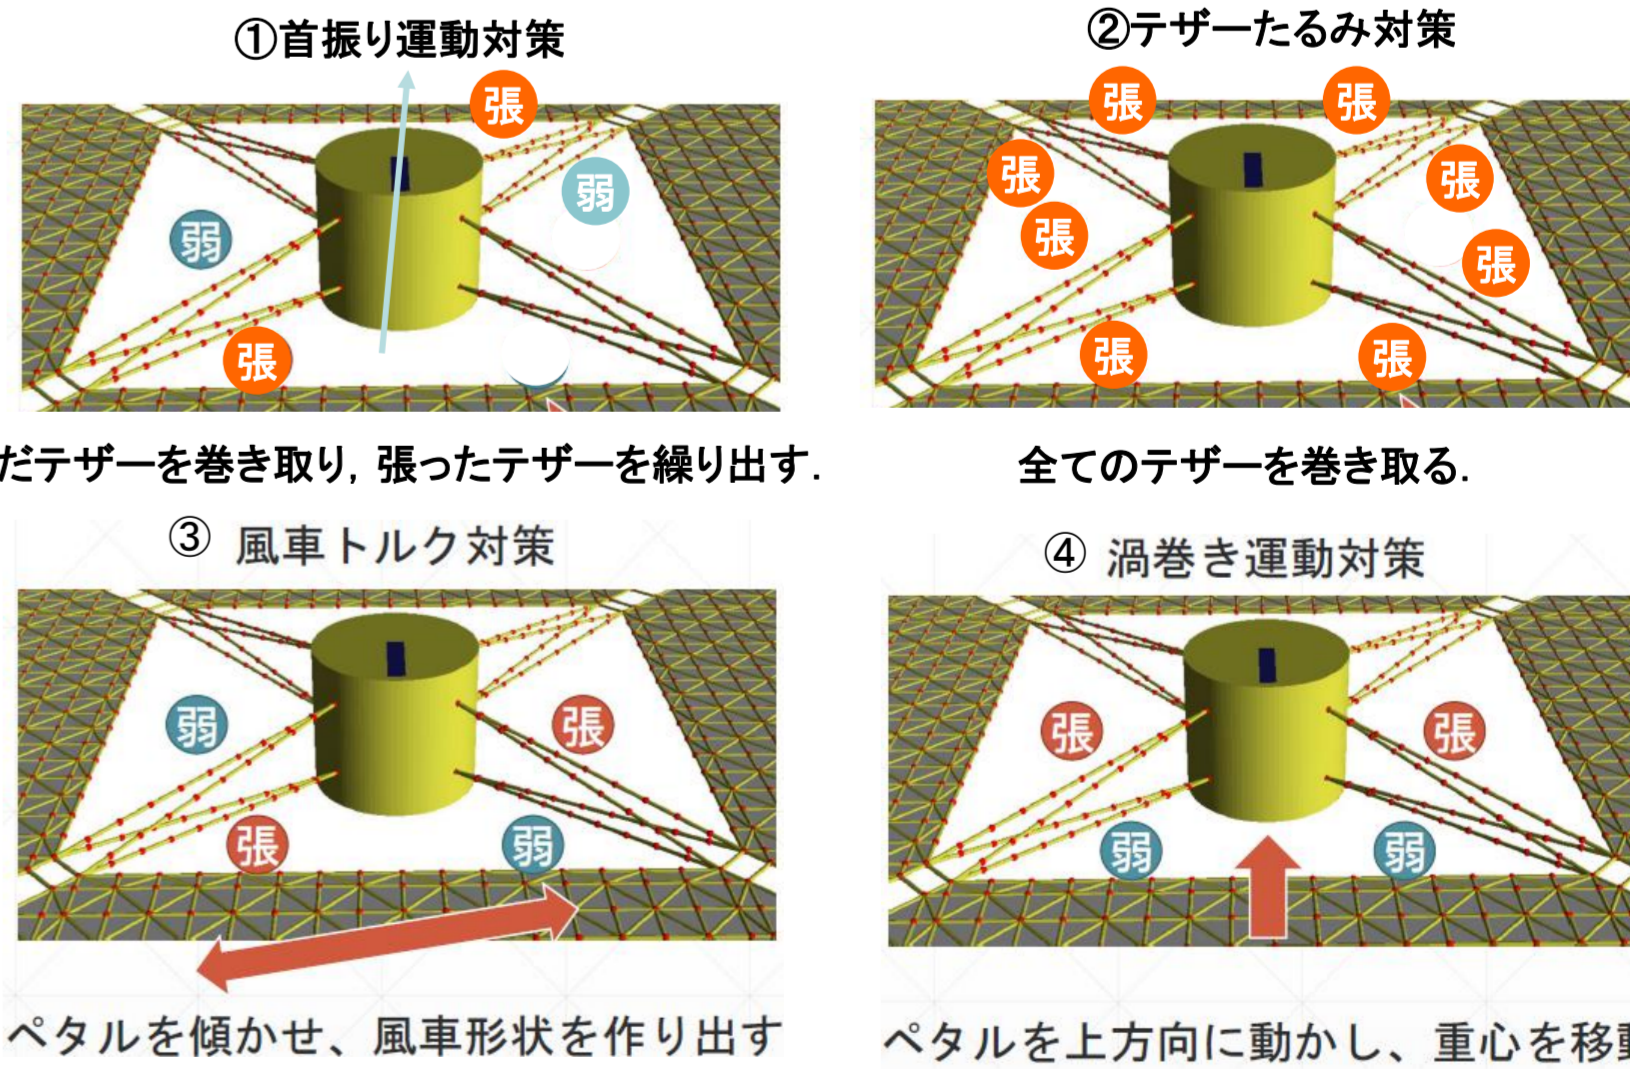 ①首振り運動対策
張
弱
弱
張
だテザーを巻き取り，張ったテザーを繰り出す．
②テザーたるみ対策
張 張
張 張
張 張
張 張
全てのテザーを巻き取る．
③ 風車トルク対策
弱 張
張 弱
ペタルを傾かせ、風車形状を作り出す
④ 渦巻き運動対策
張 張
弱 弱
ペタルを上方向に動かし、重心を移動